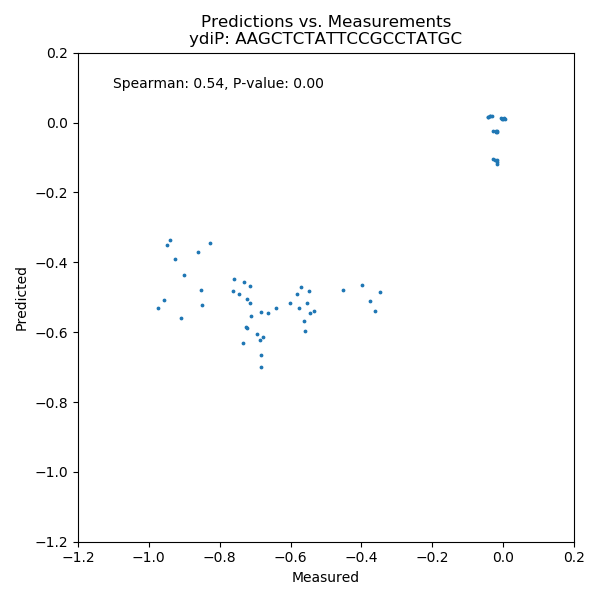 Predictions vs. Measurements
ydiP: AAGCTCTATTCCGCCTATGC
0.2
Spearman: 0.54, P-value: 0.00
0.0
−0.2
−0.4
Predicted
−0.6
−0.8
−1.0
−1.2
−1.2 −1.0 −0.8 −0.6 −0.4 −0.2 0.0 0.2
Measured